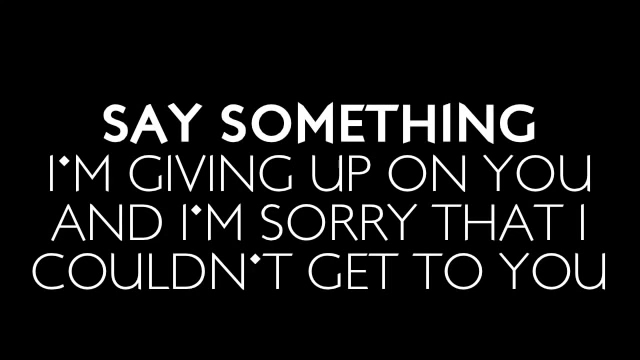 SAY SOMETHING
I'M GIVING UP ON YOU
AND I'M SORRY THAT I
COULDN'T GET TO YOU